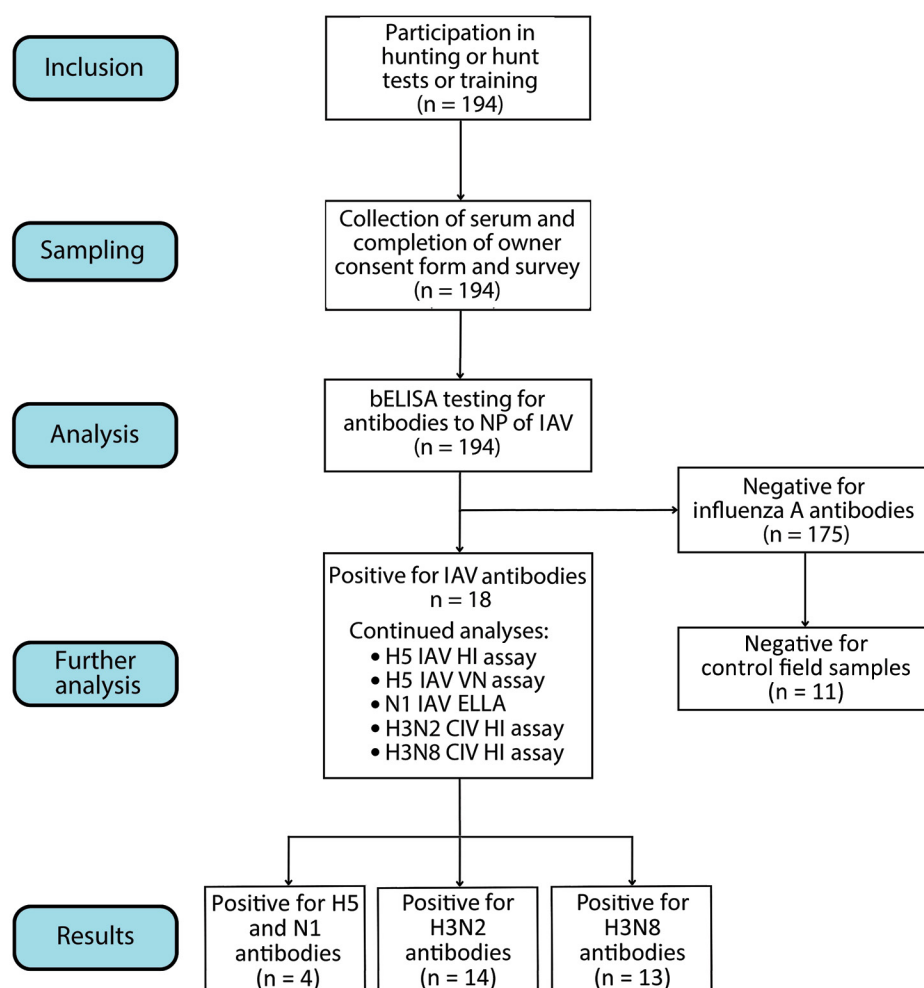 Inclusion
Participation in
hunting or hunt
tests or training
(n = 194)
Sampling
Collection of serum and
completion of owner
consent form and survey
(n = 194)
Analysis
bELISA testing for
antibodies to NP of IAV
(n = 194)
Negative for
influenza A antibodies
(n = 175)
Further
analysis
Positive for IAV antibodies
n = 18
Continued analyses:
• H5 IAV HI assay
• H5 IAV VN assay
• N1 IAV ELLA
• H3N2 CIV HI assay
• H3N8 CIV HI assay
Negative for
control field samples
(n = 11)
Results
Positive for H5
and N1
antibodies
(n = 4)
Positive for
H3N2
antibodies
(n = 14)
Positive for
H3N8
antibodies
(n = 13)